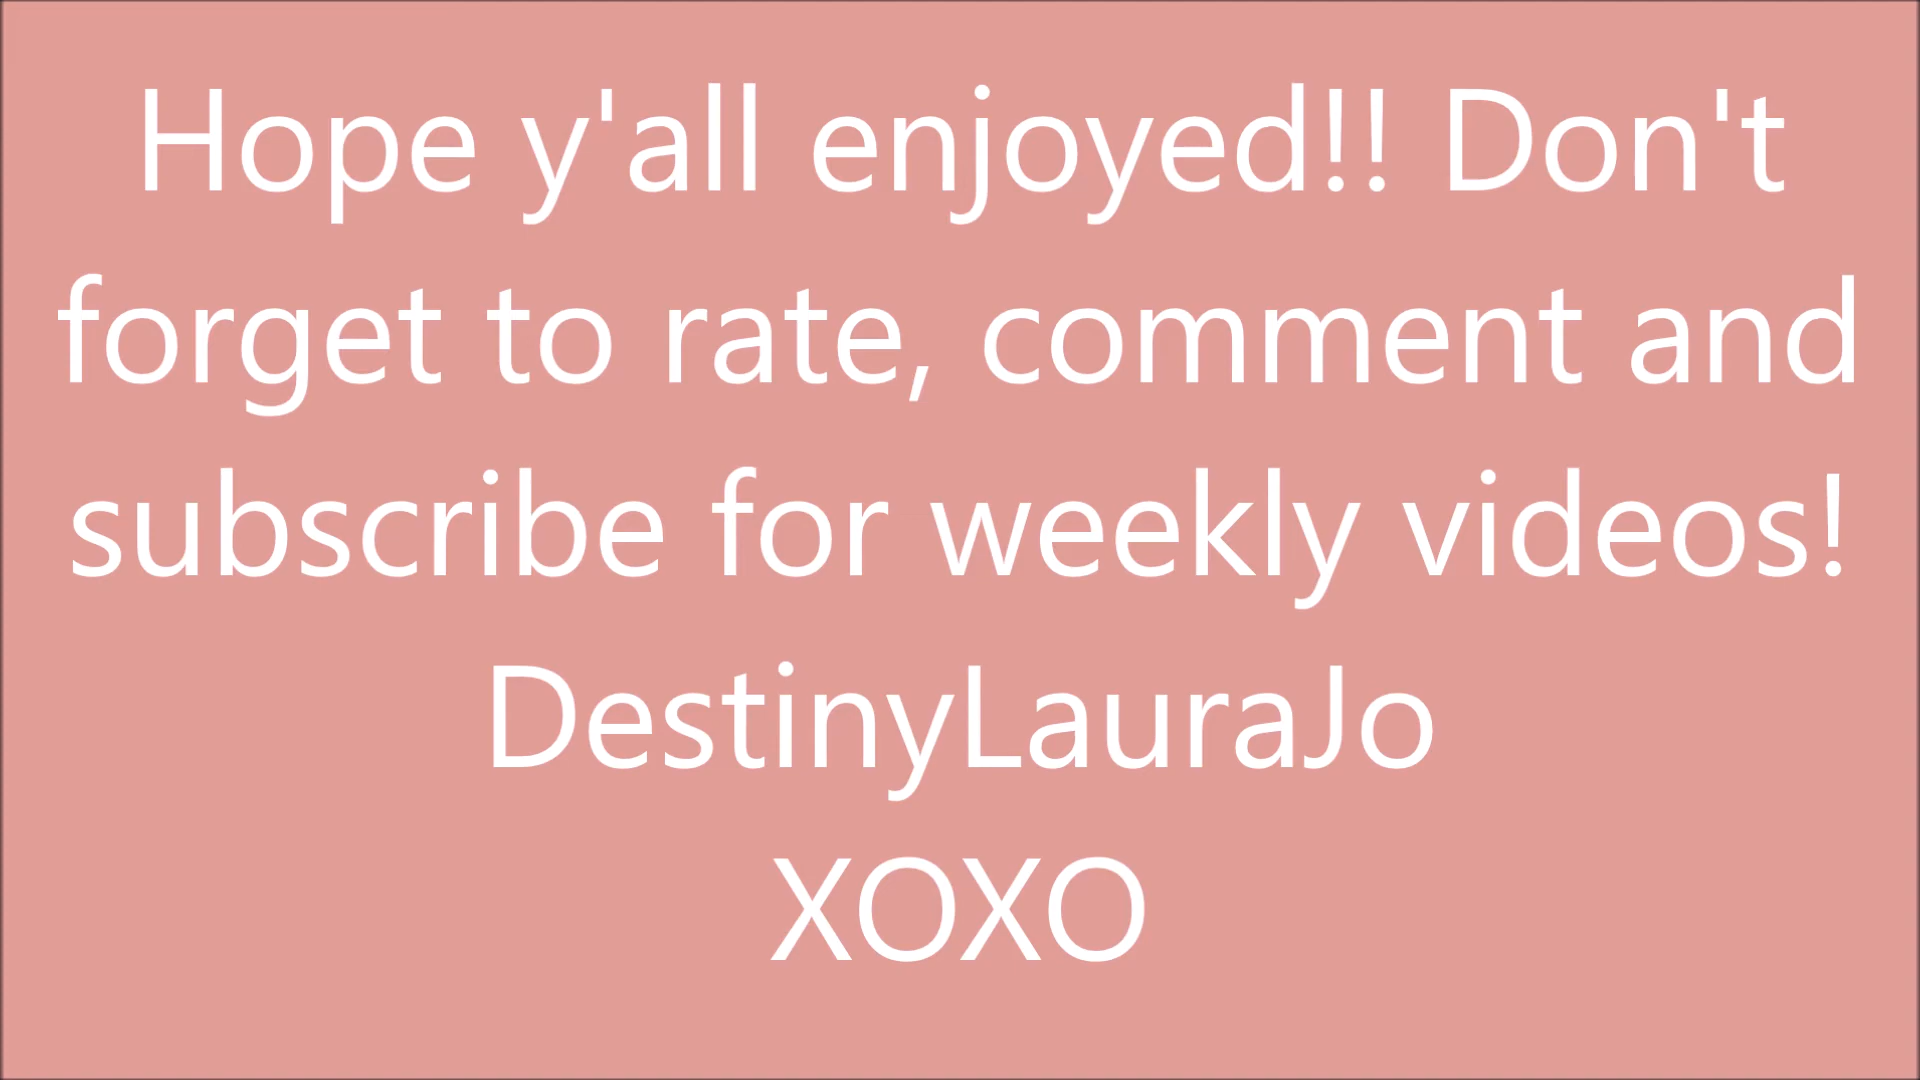 Hope y'all enjoyed!! Don't
forget to rate, comment and
subscribe for weekly videos!
DestinyLauraJo
XOXO